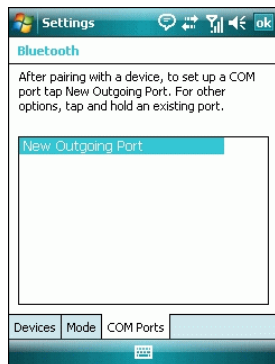 Settings
ok
Bluetooth
After pairing with a device, to set up a COM
port tap New Outgoing Port. For other
options, tap and hold an existing port.
New Outgoing Port
Devices Mode COM Ports